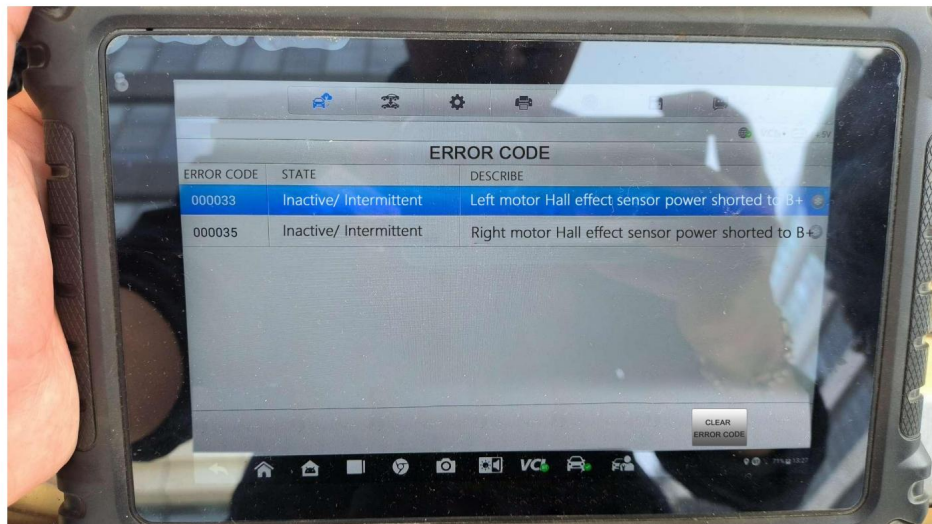 ERROR CODE
ERROR CODE STATE DESCRIBE
000033 Inactive/ Intermittent Left motor Hall effect sensor power shorted to B+
000035 Inactive/ Intermittent Right motor Hall effect sensor power shorted to B+
CLEAR
ERROR CODE
VCI